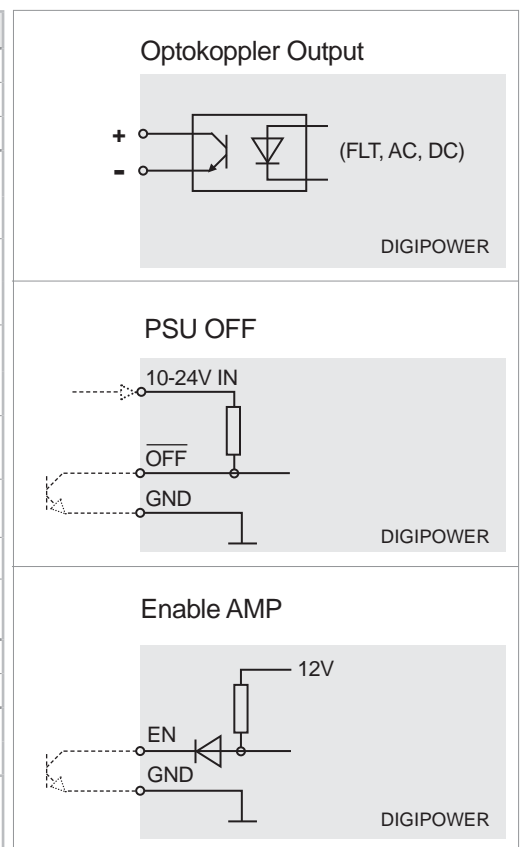 Optokoppler Output
+
-
(FLT, AC, DC)
DIGIPOWER
PSU OFF
10-24V IN
OFF
GND
DIGIPOWER
Enable AMP
12V
EN
GND
DIGIPOWER